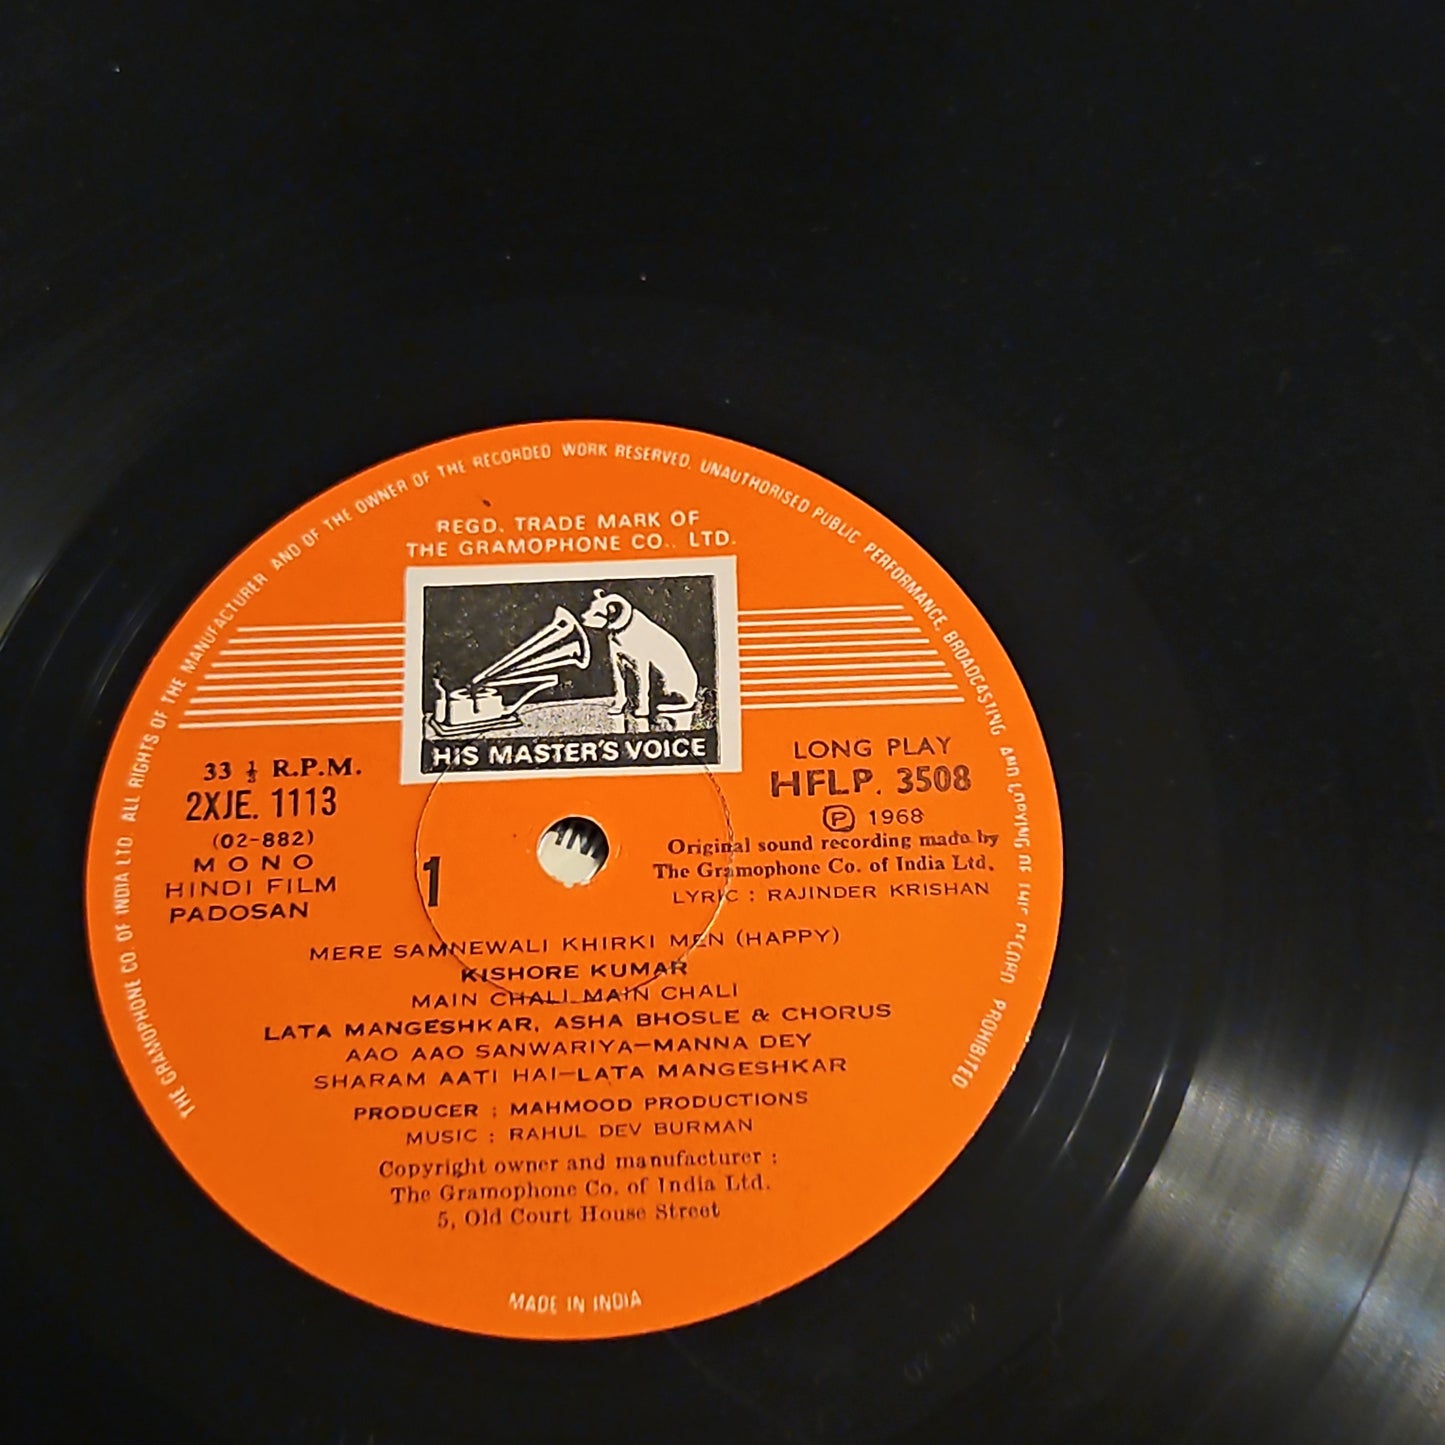 THE GRAMOPHONE CO. OF INDIA LTD. ALL RIGHTS OF THE MANUFACTURER AND OF THE OWNER OF THE RECORDED WORK RESERVED. UNAUTHORISED PUBLIC PERFORMANCE, BROADCASTING AND COPYING OF THIS RECORD PROHIBITED
REGD. TRADE MARK OF
THE GRAMOPHONE CO., LTD.
HIS MASTER'S VOICE
33 ⅓ R.P.M.
2XJE. 1113
(02-882)
MONO
HINDI FILM
PADOSAN
1
LONG PLAY
HFLP. 3508
Ⓟ 1968
Original sound recording made by
The Gramophone Co. of India Ltd.
LYRIC : RAJINDER KRISHAN
MERE SAMNEWALI KHIRKI MEN (HAPPY)
KISHORE KUMAR
MAIN CHALI MAIN CHALI
LATA MANGESHKAR, ASHA BHOSLE & CHORUS
AAO AAO SANWARIYA—MANNA DEY
SHARAM AATI HAI—LATA MANGESHKAR
PRODUCER : MAHMOOD PRODUCTIONS
MUSIC : RAHUL DEV BURMAN
Copyright owner and manufacturer :
The Gramophone Co. of India Ltd.
5, Old Court House Street
MADE IN INDIA